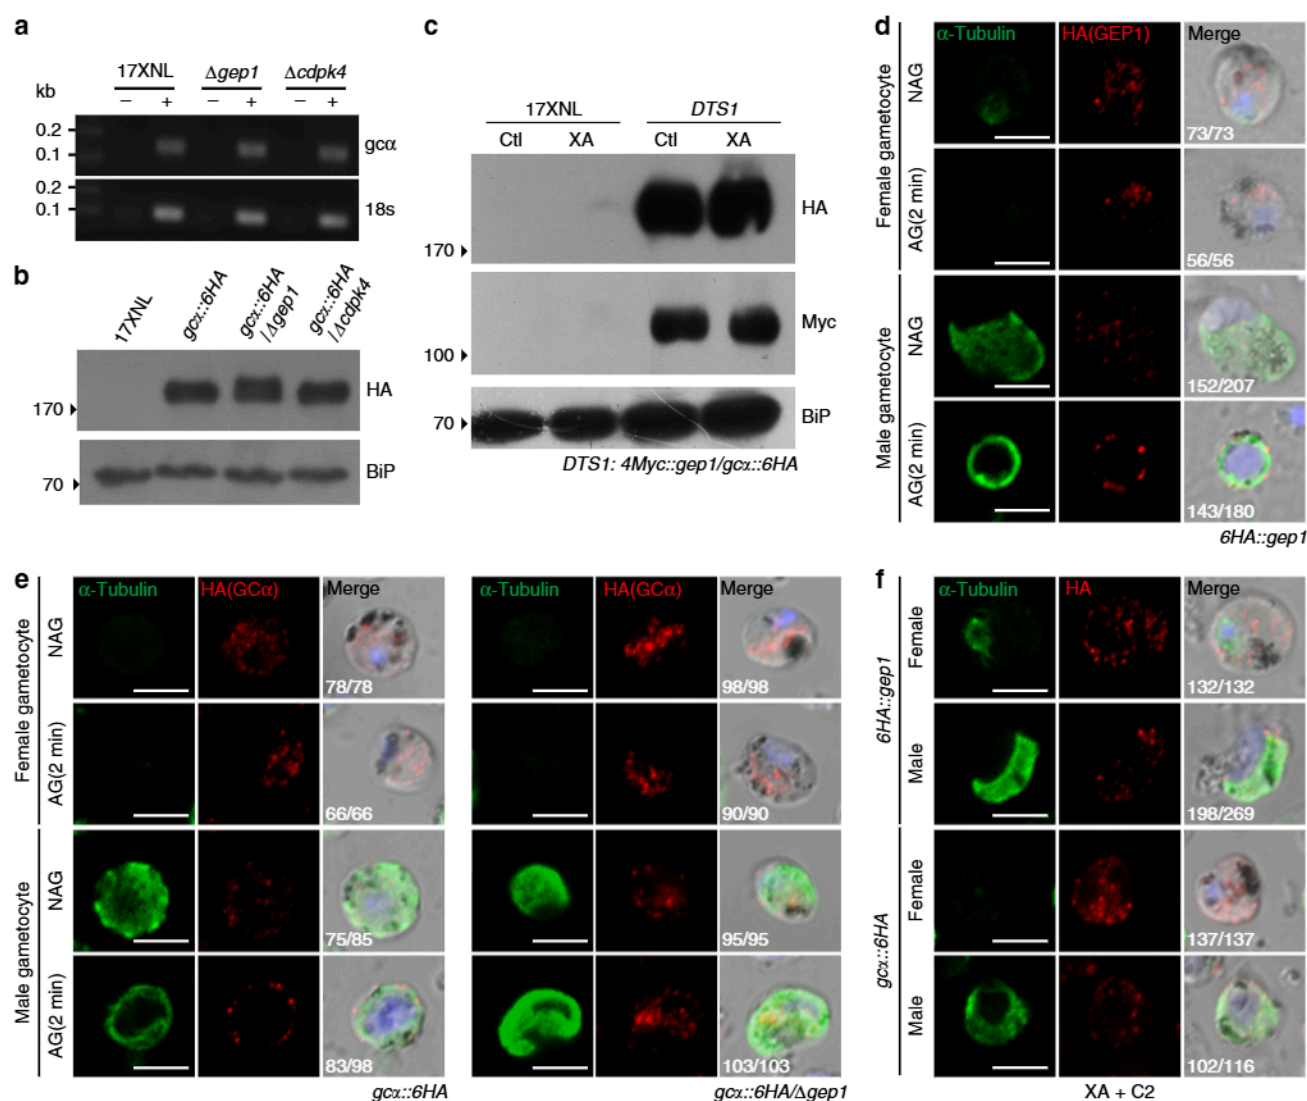 a
17XNL Δgep1 Δcdpk4
kb − + − + − +
0.2
0.1
gcα
0.2
0.1
18s
b
17XNL gcα::6HA gcα::6HA/Δgep1 gcα::6HA/Δcdpk4
170 HA
70 BiP
c
17XNL DTS1
Ctl XA Ctl XA
HA
170
Myc
100
70 BiP
DTS1: 4Myc::gep1/gcα::6HA
d
α-Tubulin HA(GEP1) Merge
Female gametocyte
NAG
73/73
AG(2 min)
56/56
Male gametocyte
NAG
152/207
AG(2 min)
143/180
6HA::gep1
e
α-Tubulin HA(GCα) Merge
Female gametocyte
NAG
78/78
AG(2 min)
66/66
Male gametocyte
NAG
75/85
AG(2 min)
83/98
gcα::6HA
α-Tubulin HA(GCα) Merge
98/98
90/90
95/95
103/103
gcα::6HA/Δgep1
f
α-Tubulin HA Merge
6HA::gep1
Female
132/132
Male
198/269
gcα::6HA
Female
137/137
Male
102/116
XA + C2